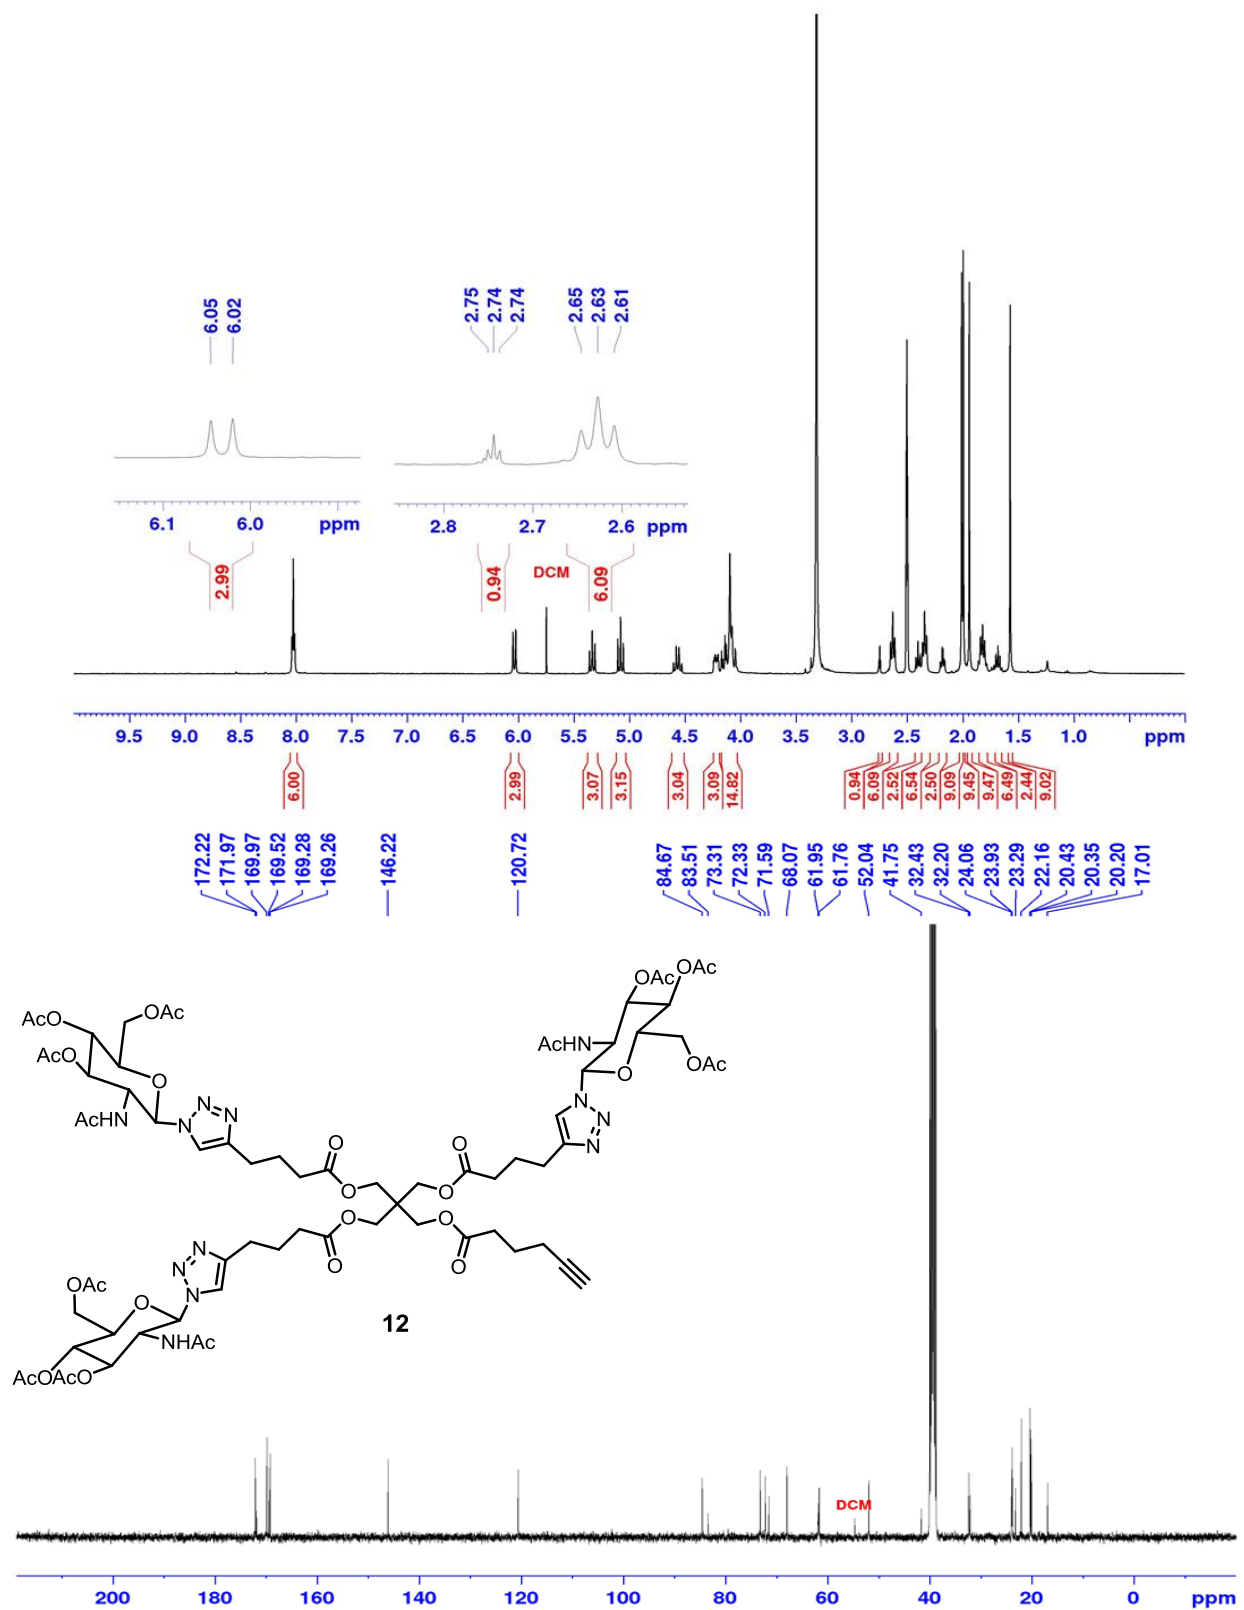 6.05
6.02
2.75
2.74
2.74
2.65
2.63
2.61
6.1 6.0 ppm
2.8 2.7 2.6 ppm
2.99
0.94
DCM
6.09
9.5 9.0 8.5 8.0 7.5 7.0 6.5 6.0 5.5 5.0 4.5 4.0 3.5 3.0 2.5 2.0 1.5 1.0 ppm
6.00
2.99
3.07
3.15
3.04
3.09
14.82
0.94
6.09
2.52
6.54
2.50
9.09
9.45
9.47
6.49
2.44
9.02
172.22
171.97
169.97
169.52
169.28
169.26
146.22
120.72
84.67
83.51
73.31
72.33
71.59
68.07
61.95
61.76
52.04
41.75
32.43
32.20
24.06
23.93
23.29
22.16
20.43
20.35
20.20
17.01
OAc
OAc
AcO
OAc
AcO
O
AcHN
N
N
N
AcHN
O
OAc
N
N
N
O
O
O
O
O
O
O
O
N
N
N
OAc
O
NHAc
AcO
AcO
12
DCM
200 180 160 140 120 100 80 60 40 20 0 ppm